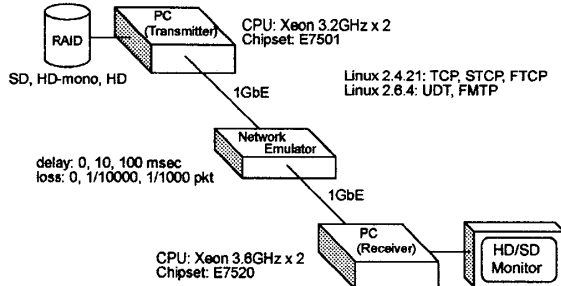 PC
(Transmitter)
CPU: Xeon 3.2GHz x 2
Chipset: E7501
RAID
SD, HD-mono, HD
1GbE
Linux 2.4.21: TCP, STCP, FTCP
Linux 2.6.4: UDT, FMTP
Network
Emulator
delay: 0, 10, 100 msec
loss: 0, 1/10000, 1/1000 pkt
1GbE
PC
(Receiver)
CPU: Xeon 3.6GHz x 2
Chipset: E7520
HD/SD
Monitor